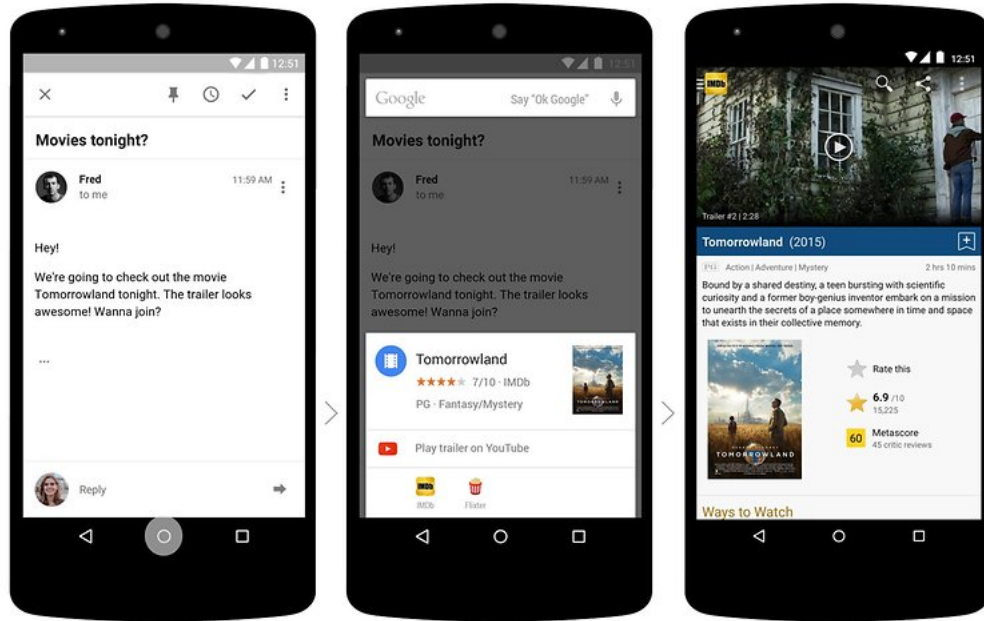 12:51
Movies tonight?
Fred
11:59 AM
to me
Hey!
We're going to check out the movie
Tomorrowland tonight. The trailer looks
awesome! Wanna join?
...
Reply
12:51
Google
Say "Ok Google"
Movies tonight?
Fred
11:59 AM
to me
Hey!
We're going to check out the movie
Tomorrowland tonight. The trailer looks
awesome! Wanna join?
Tomorrowland
7/10 · IMDb
PG · Fantasy/Mystery
TOMORROWLAND
Play trailer on YouTube
IMDb
IMDb
Flixter
12:51
IMDb
Trailer #2 | 2:28
Tomorrowland (2015)
PG Action | Adventure | Mystery
2 hrs 10 mins
Bound by a shared destiny, a teen bursting with scientific
curiosity and a former boy-genius inventor embark on a mission
to unearth the secrets of a place somewhere in time and space
that exists in their collective memory.
TOMORROWLAND
Rate this
6.9 /10
15,225
60
Metascore
45 critic reviews
Ways to Watch